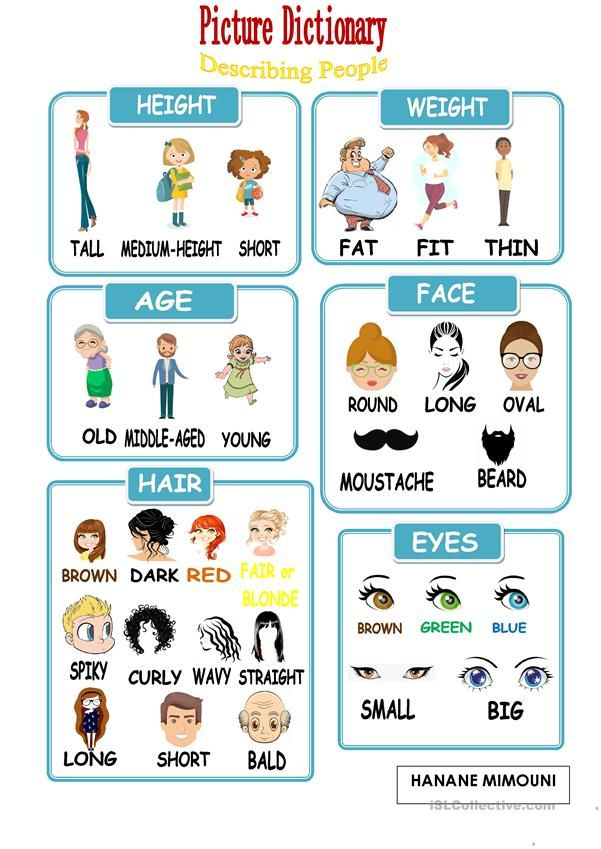 Picture Dictionary
Describing People
HEIGHT
TALL MEDIUM-HEIGHT SHORT
WEIGHT
FAT FIT THIN
AGE
OLD MIDDLE-AGED YOUNG
FACE
ROUND LONG OVAL
MOUSTACHE BEARD
HAIR
BROWN DARK RED FAIR or
BLONDE
SPIKY CURLY WAVY STRAIGHT
LONG SHORT BALD
EYES
BROWN GREEN BLUE
SMALL BIG
HANANE MIMOUNI
iSLCollective.com